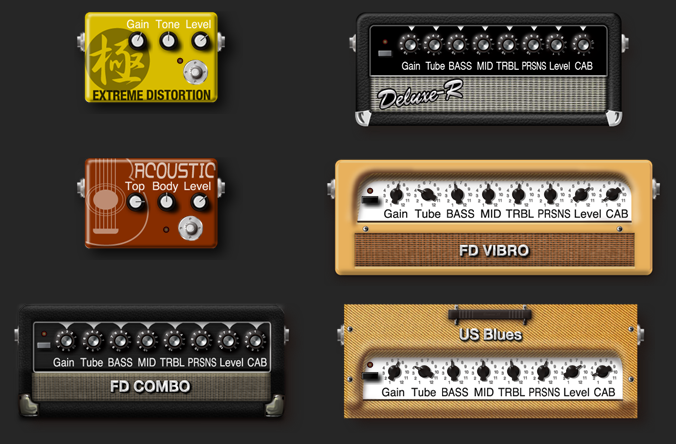 Gain Tone Level
極
EXTREME DISTORTION
Gain Tube BASS MID TRBL PRSNS Level CAB
Deluxe-R
ACOUSTIC
Top Body Level
Gain Tube BASS MID TRBL PRSNS Level CAB
FD VIBRO
Gain Tube BASS MID TRBL PRSNS Level CAB
FD COMBO
US Blues
Gain Tube BASS MID TRBL PRSNS Level CAB